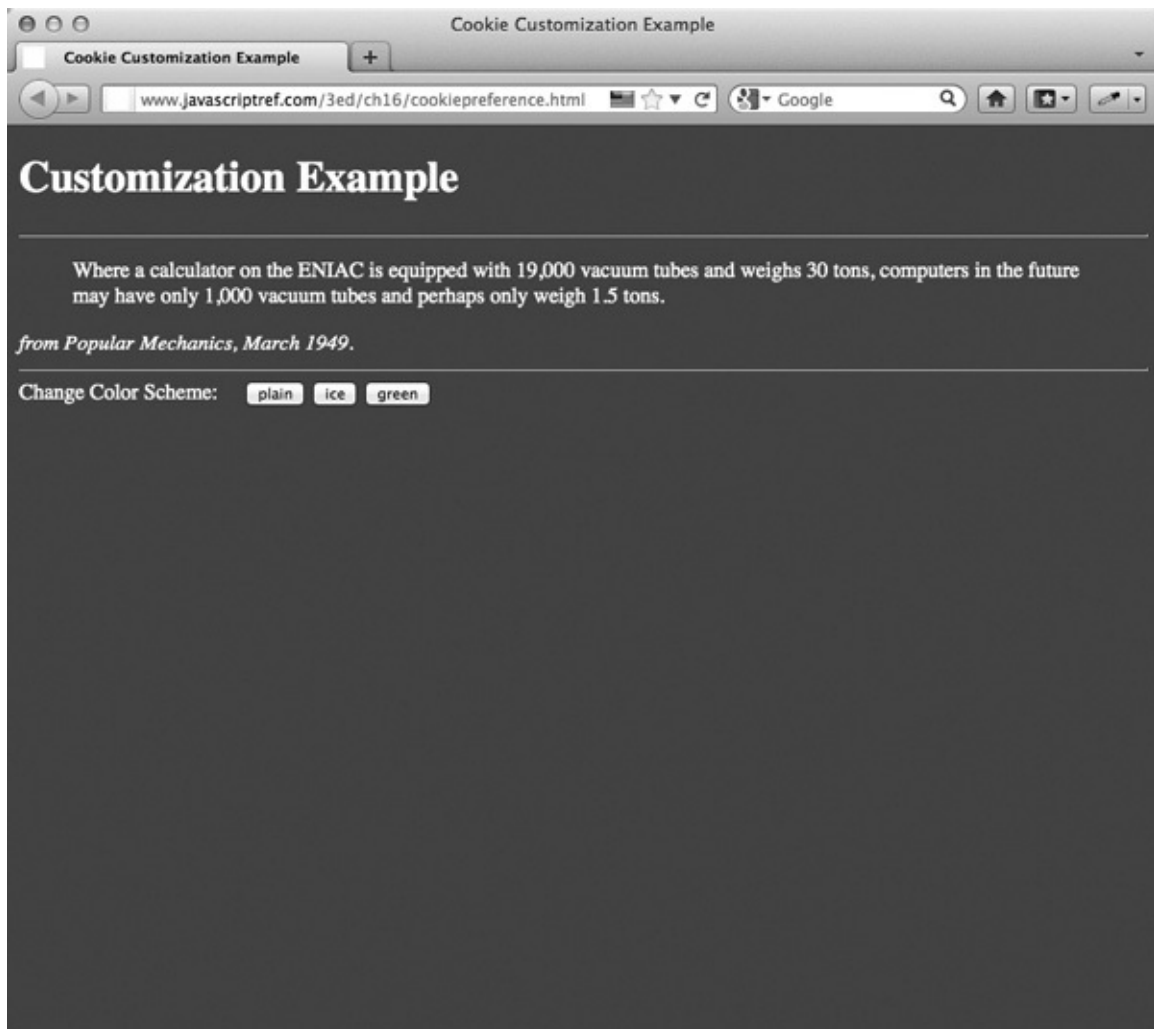 Cookie Customization Example
Cookie Customization Example
www.javascriptref.com/3ed/ch16/cookiepreference.html
Google
Customization Example
Where a calculator on the ENIAC is equipped with 19,000 vacuum tubes and weighs 30 tons, computers in the future
may have only 1,000 vacuum tubes and perhaps only weigh 1.5 tons.
from Popular Mechanics, March 1949.
Change Color Scheme: plain ice green